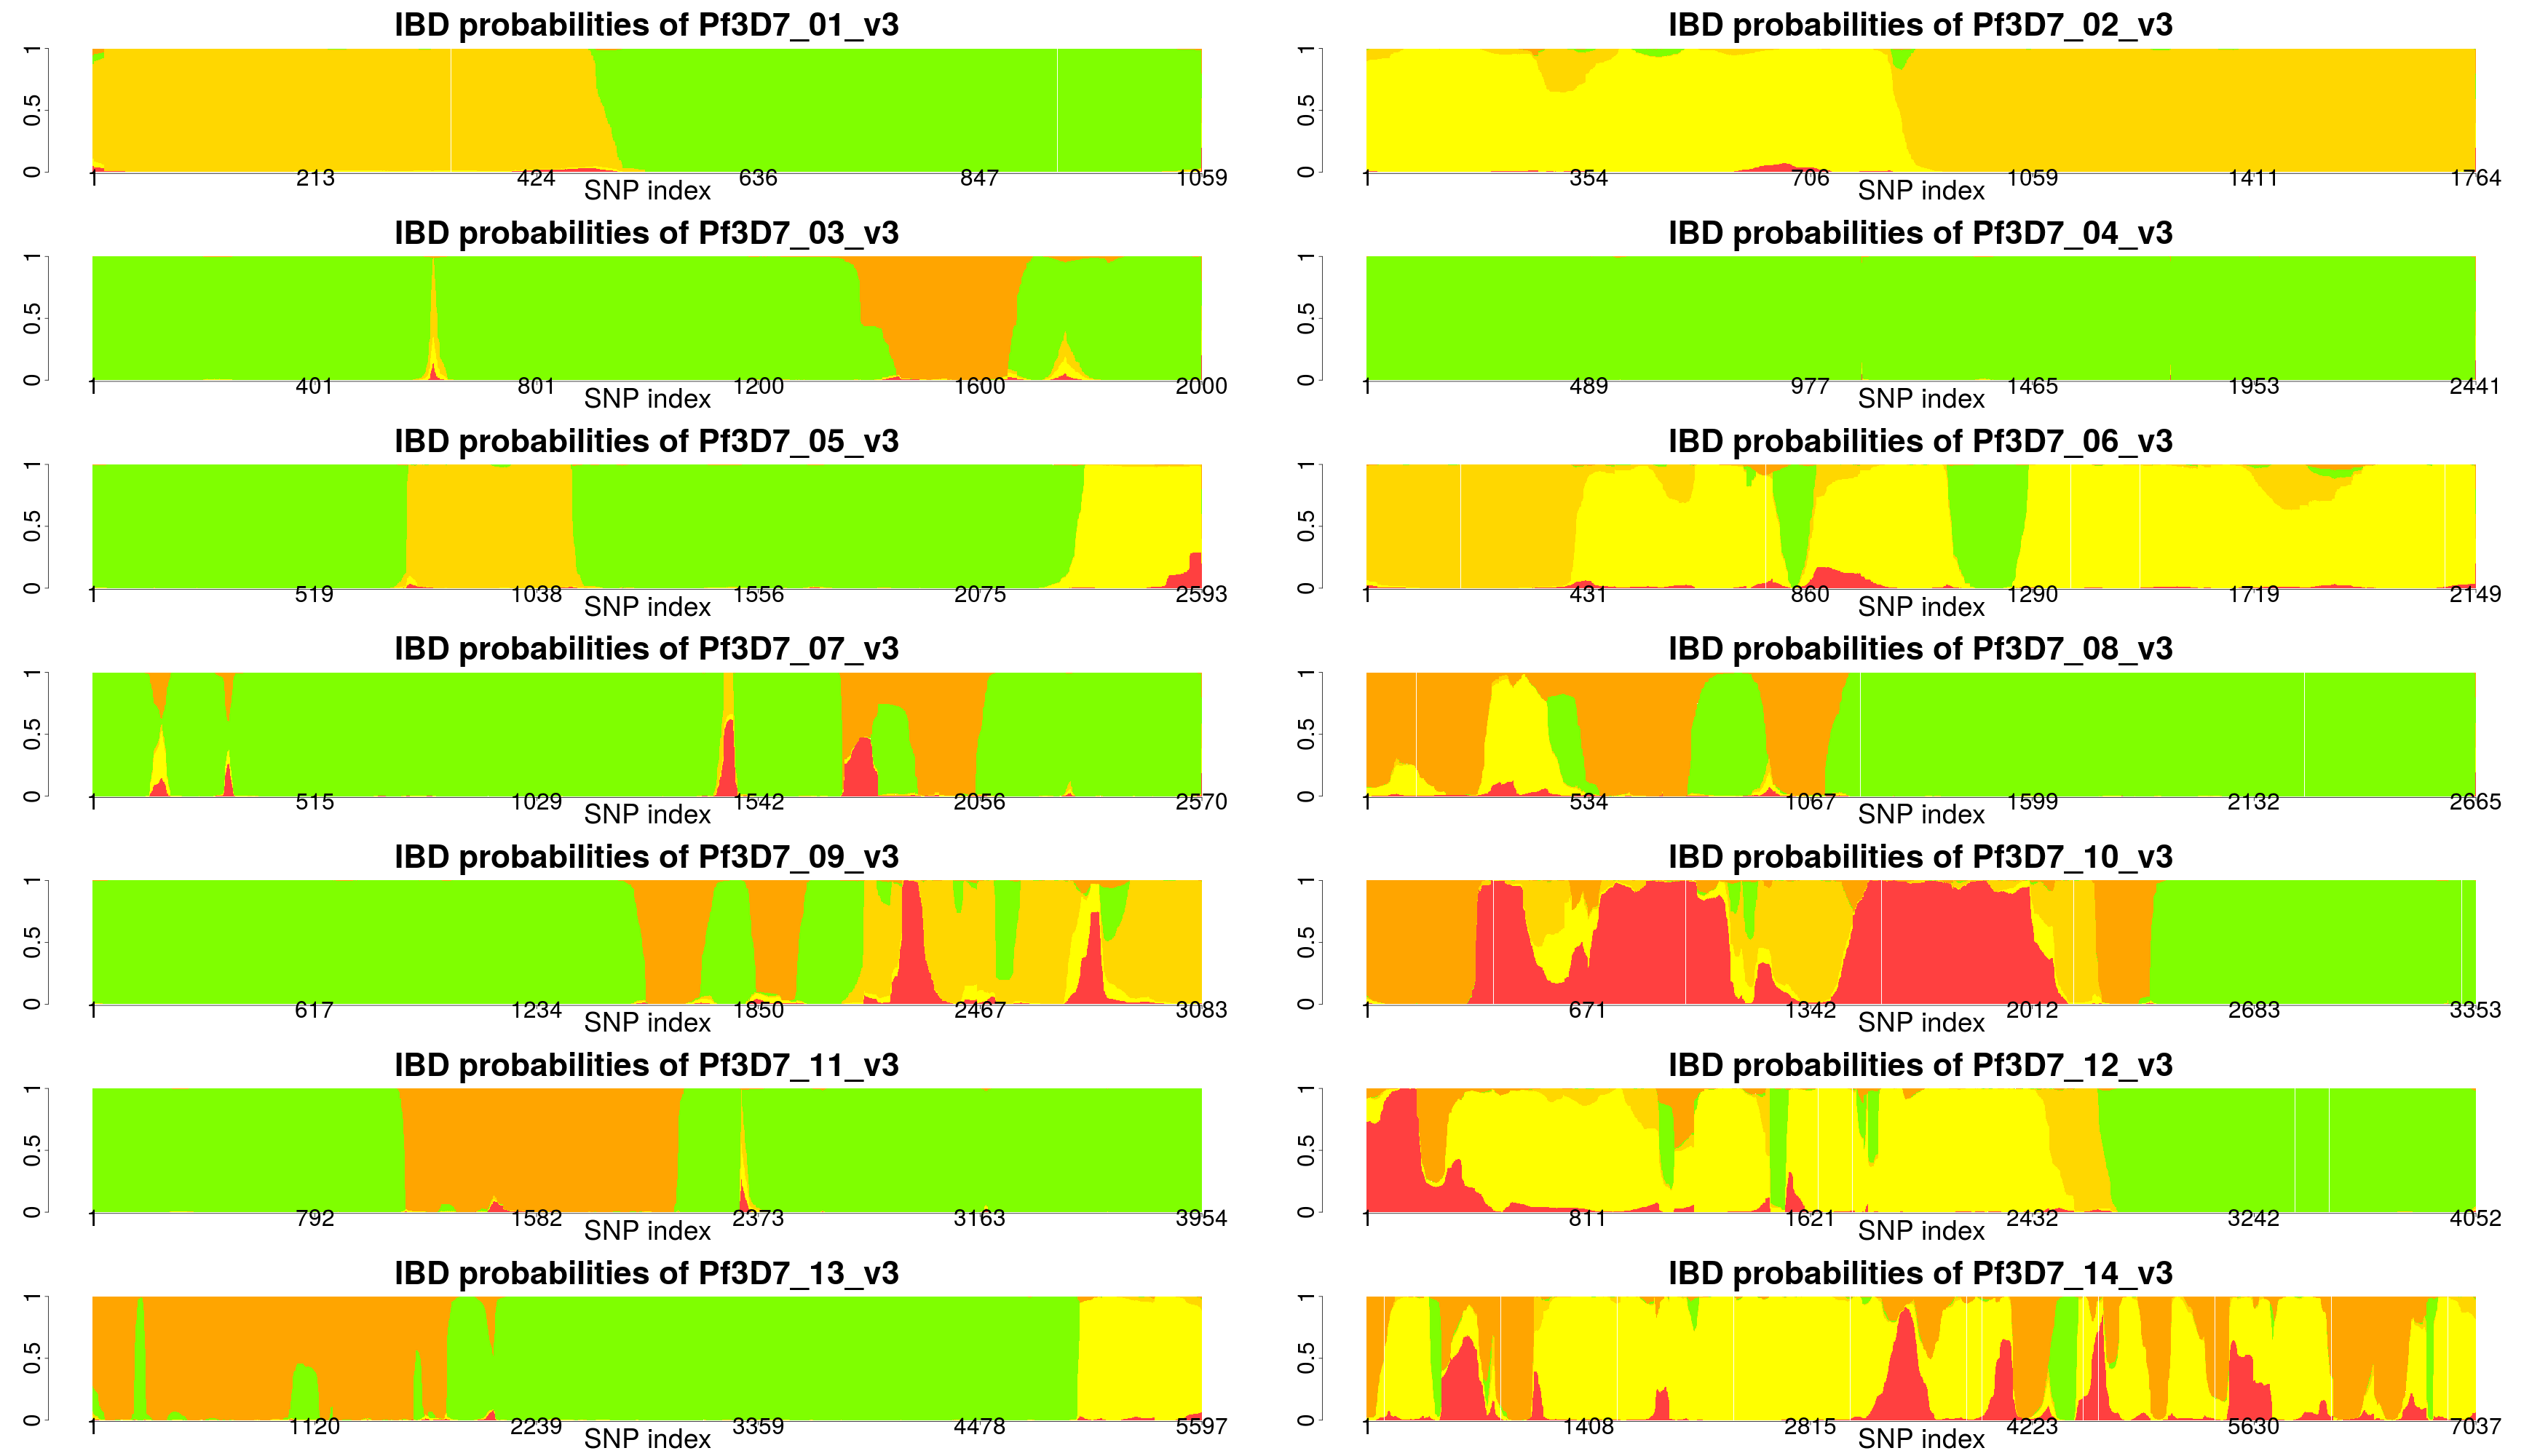 IBD probabilities of Pf3D7_01_v3
0 0.5 1
1 213 424 636 847 1059
SNP index
IBD probabilities of Pf3D7_02_v3
0 0.5 1
1 354 706 1059 1411 1764
SNP index
IBD probabilities of Pf3D7_03_v3
0 0.5 1
1 401 801 1200 1600 2000
SNP index
IBD probabilities of Pf3D7_04_v3
0 0.5 1
1 489 977 1465 1953 2441
SNP index
IBD probabilities of Pf3D7_05_v3
0 0.5 1
1 519 1038 1556 2075 2593
SNP index
IBD probabilities of Pf3D7_06_v3
0 0.5 1
1 431 860 1290 1719 2149
SNP index
IBD probabilities of Pf3D7_07_v3
0 0.5 1
1 515 1029 1542 2056 2570
SNP index
IBD probabilities of Pf3D7_08_v3
0 0.5 1
1 534 1067 1599 2132 2665
SNP index
IBD probabilities of Pf3D7_09_v3
0 0.5 1
1 617 1234 1850 2467 3083
SNP index
IBD probabilities of Pf3D7_10_v3
0 0.5 1
1 671 1342 2012 2683 3353
SNP index
IBD probabilities of Pf3D7_11_v3
0 0.5 1
1 792 1582 2373 3163 3954
SNP index
IBD probabilities of Pf3D7_12_v3
0 0.5 1
1 811 1621 2432 3242 4052
SNP index
IBD probabilities of Pf3D7_13_v3
0 0.5 1
1 1120 2239 3359 4478 5597
SNP index
IBD probabilities of Pf3D7_14_v3
0 0.5 1
1 1408 2815 4223 5630 7037
SNP index